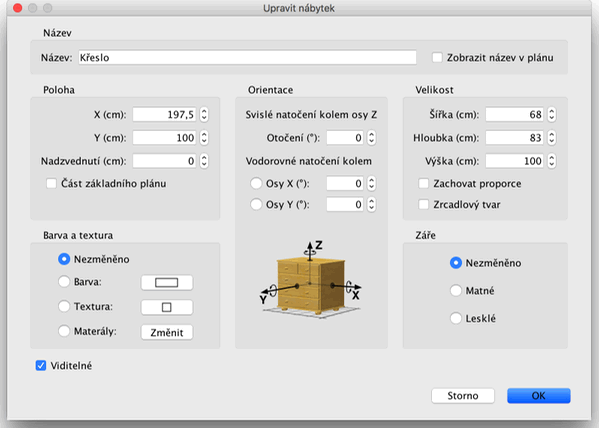 Upravit nábytek
Název
Název: Křeslo
Zobrazit název v plánu
Poloha
X (cm): 197,5
Y (cm): 100
Nadzvednutí (cm): 0
Část základního plánu
Orientace
Svislé natočení kolem osy Z
Otočení (°): 0
Vodorovné natočení kolem
Osy X (°): 0
Osy Y (°): 0
Z
Y
X
Velikost
Šířka (cm): 68
Hloubka (cm): 83
Výška (cm): 100
Zachovat proporce
Zrcadlový tvar
Barva a textura
Nezměněno
Barva:
Textura:
Materály: Změnit
Záře
Nezměněno
Matné
Lesklé
Viditelné
Storno
OK